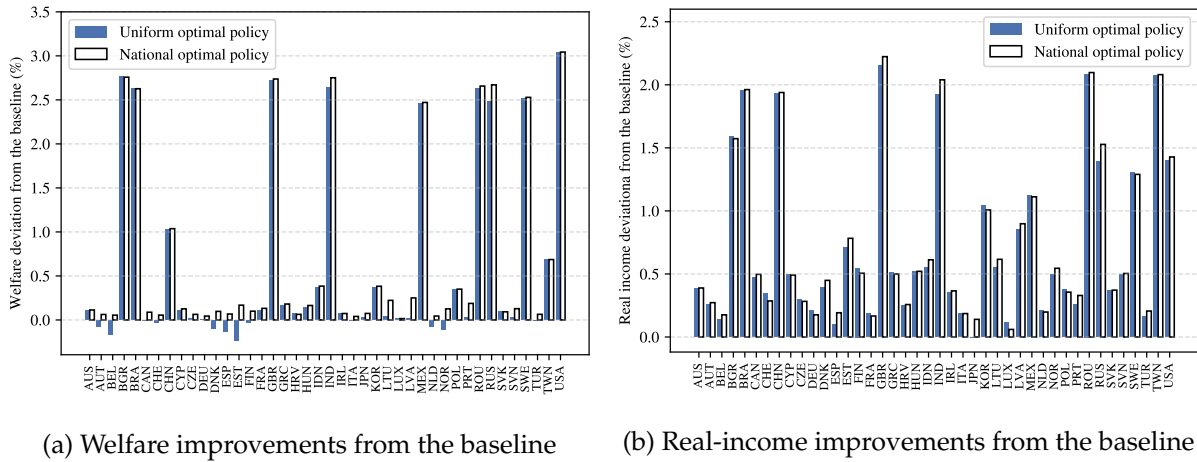 3.5
3.0
2.5
2.0
1.5
1.0
0.5
0.0
Welfare deviation from the baseline (%)
Uniform optimal policy
National optimal policy
AUS AUT BEL BGR BRA CAN CHE CHN CYP CZE DEU DNK ESP EST FIN FRA GBR GRC HRV HUN IDN IND IRL ITA JPN KOR LTU LUX LVA MEX NLD NOR POL PRT ROU RUS SVK SVN SWE TUR TWN USA
(a) Welfare improvements from the baseline
2.5
2.0
1.5
1.0
0.5
0.0
Real income deviationa from the baseline (%)
Uniform optimal policy
National optimal policy
AUS AUT BEL BGR BRA CAN CHE CHN CYP CZE DEU DNK ESP EST FIN FRA GBR GRC HRV HUN IDN IND IRL ITA JPN KOR LTU LUX LVA MEX NLD NOR POL PRT ROU RUS SVK SVN SWE TUR TWN USA
(b) Real-income improvements from the baseline